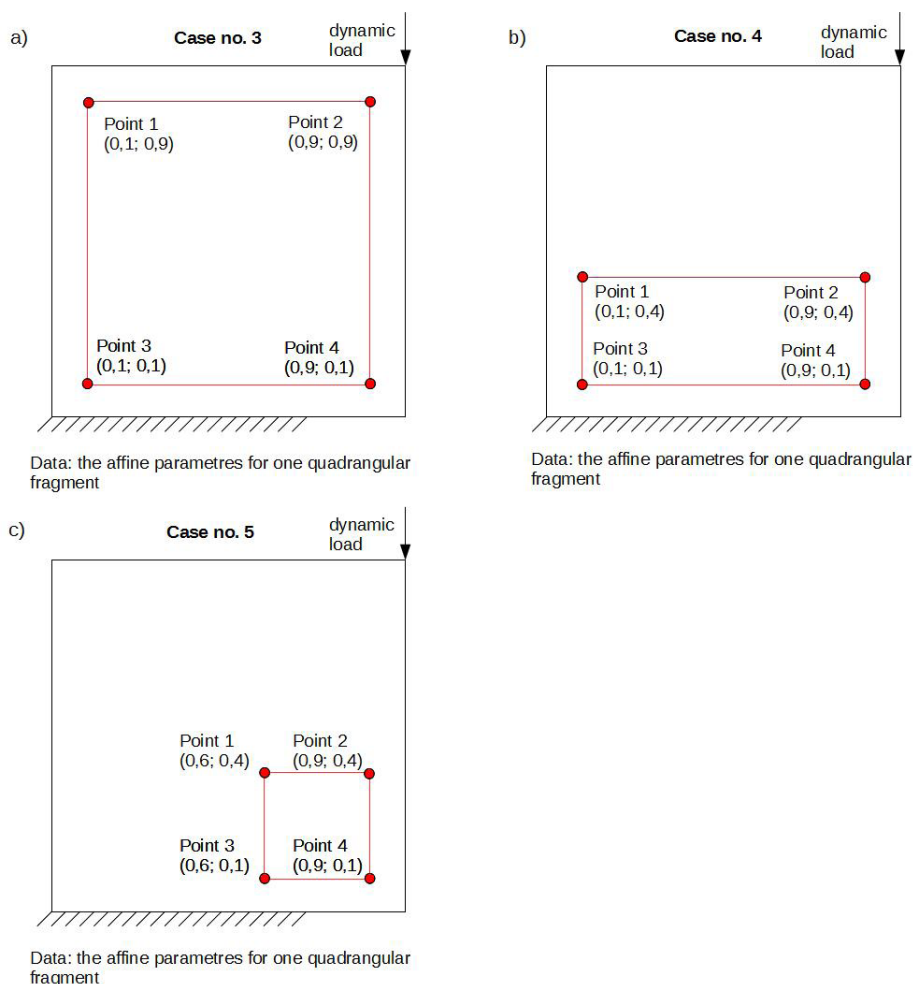 a)
Case no. 3
dynamic
load
Point 1
(0,1; 0,9)
Point 2
(0,9; 0,9)
Point 3
(0,1; 0,1)
Point 4
(0,9; 0,1)
Data: the affine parametres for one quadrangular
fragment
b)
Case no. 4
dynamic
load
Point 1
(0,1; 0,4)
Point 2
(0,9; 0,4)
Point 3
(0,1; 0,1)
Point 4
(0,9; 0,1)
Data: the affine parametres for one quadrangular
fragment
c)
Case no. 5
dynamic
load
Point 1
(0,6; 0,4)
Point 2
(0,9; 0,4)
Point 3
(0,6; 0,1)
Point 4
(0,9; 0,1)
Data: the affine parametres for one quadrangular
fragment